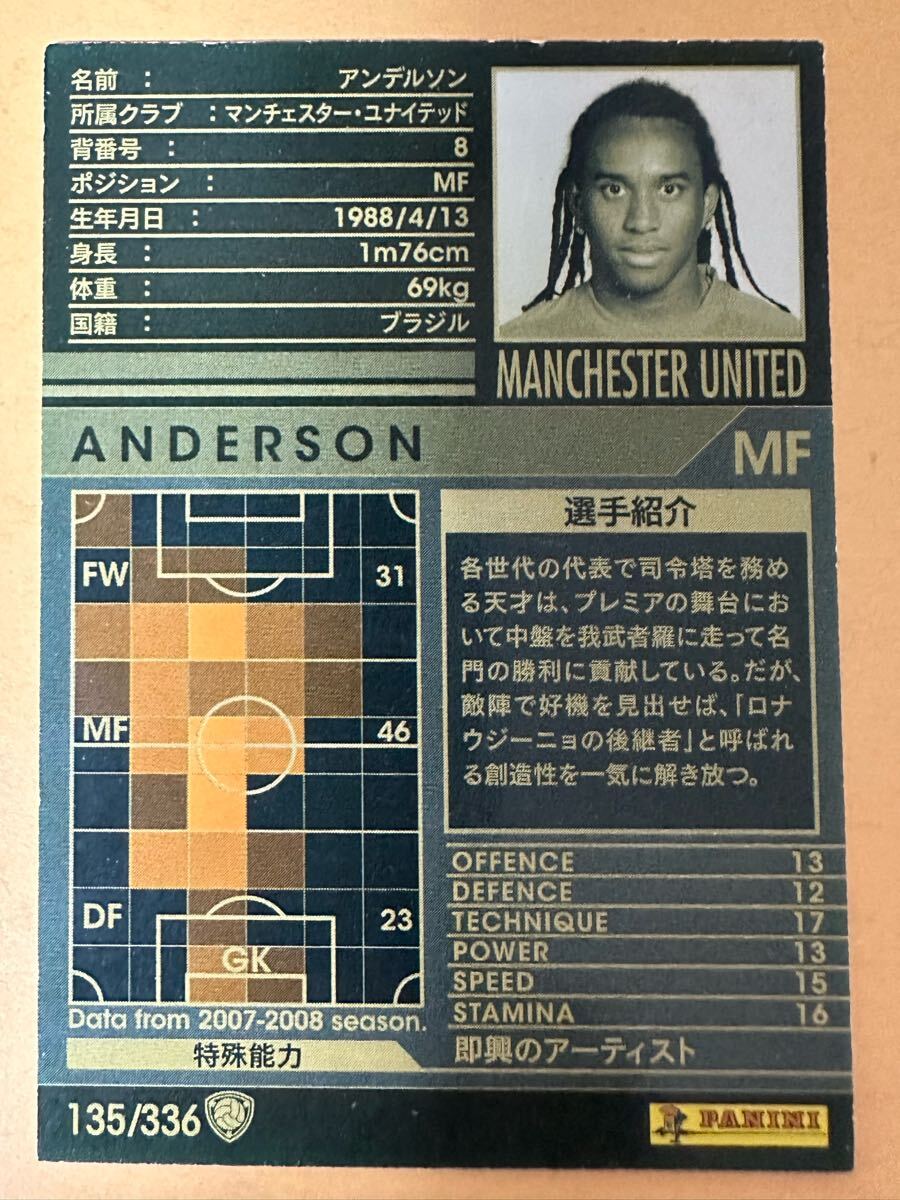 名前 : アンデルソン
所属クラブ : マンチェスター・ユナイテッド
背番号 : 8
ポジション : MF
生年月日 : 1988/4/13
身長 : 1m76cm
体重 : 69kg
国籍 : ブラジル
MANCHESTER UNITED
ANDERSON MF
FW 31
MF 46
DF 23
GK
Data from 2007-2008 season.
選手紹介
各世代の代表で司令塔を務め
る天才は、プレミアの舞台にお
いて中盤を我武者羅に走って名
門の勝利に貢献している。だが、
敵陣で好機を見出せば、「ロナ
ウジーニョの後継者」と呼ばれ
る創造性を一気に解き放つ。
OFFENCE 13
DEFENCE 12
TECHNIQUE 17
POWER 13
SPEED 15
STAMINA 16
特殊能力 即興のアーティスト
135/336
PANINI